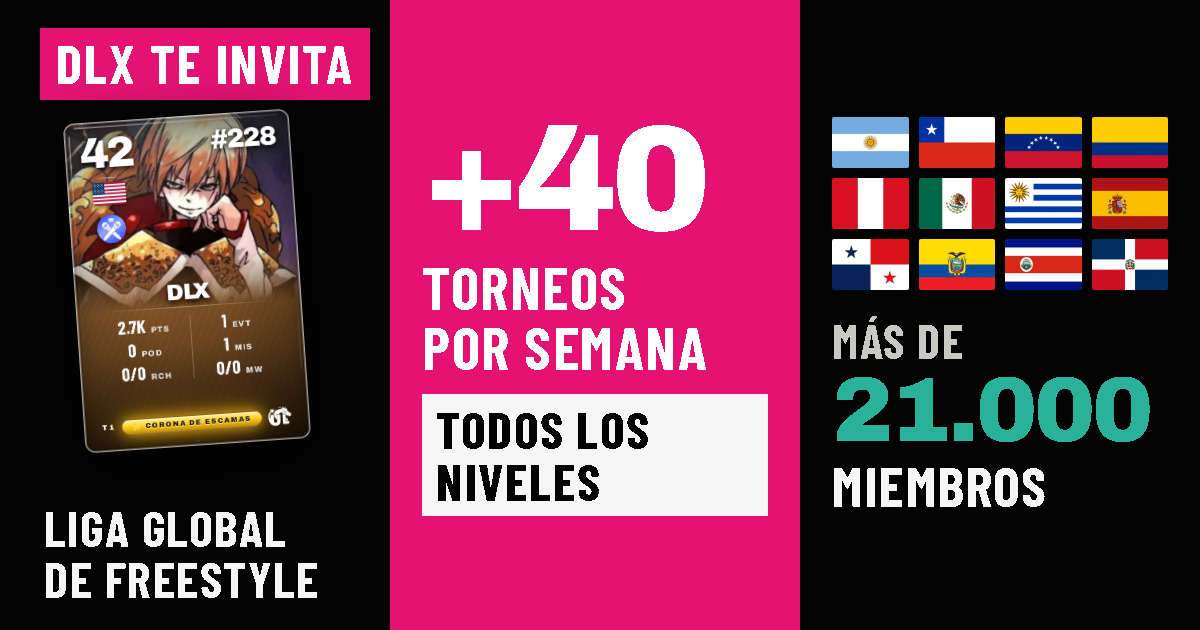 DLX TE INVITA
42
#228
DLX
2.7K PTS
1 EVT
0 POD
1 MIS
0/0 RCH
0/0 MW
T1
CORONA DE ESCAMAS
LIGA GLOBAL
DE FREESTYLE
+40
TORNEOS
POR SEMANA
TODOS LOS
NIVELES
MÁS DE
21.000
MIEMBROS